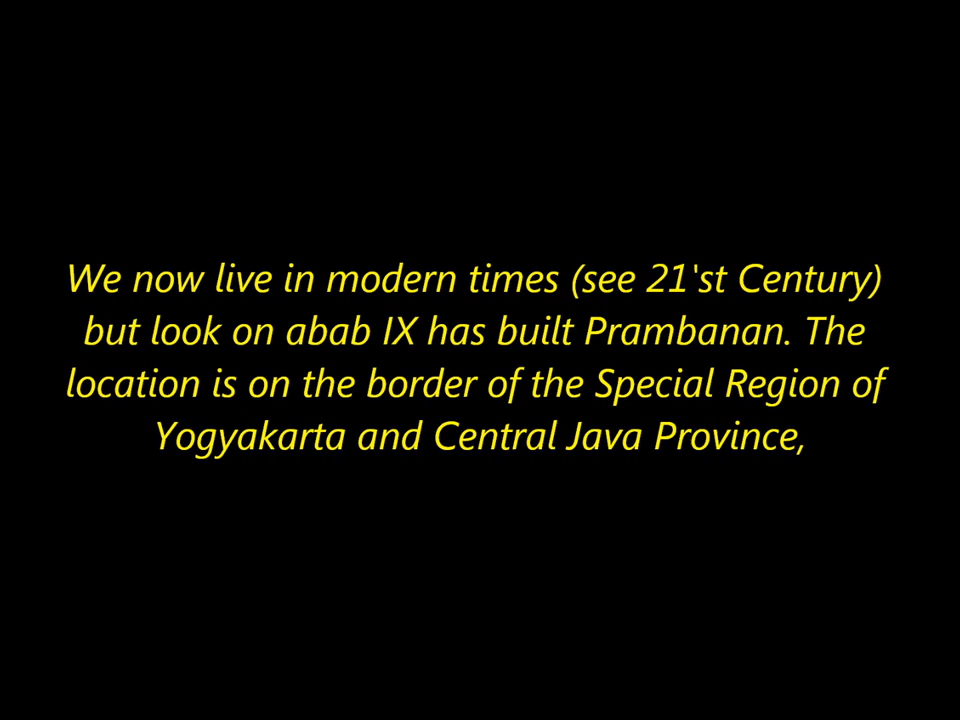 We now live in modern times (see 21'st Century)
but look on abab IX has built Prambanan. The
location is on the border of the Special Region of
Yogyakarta and Central Java Province,